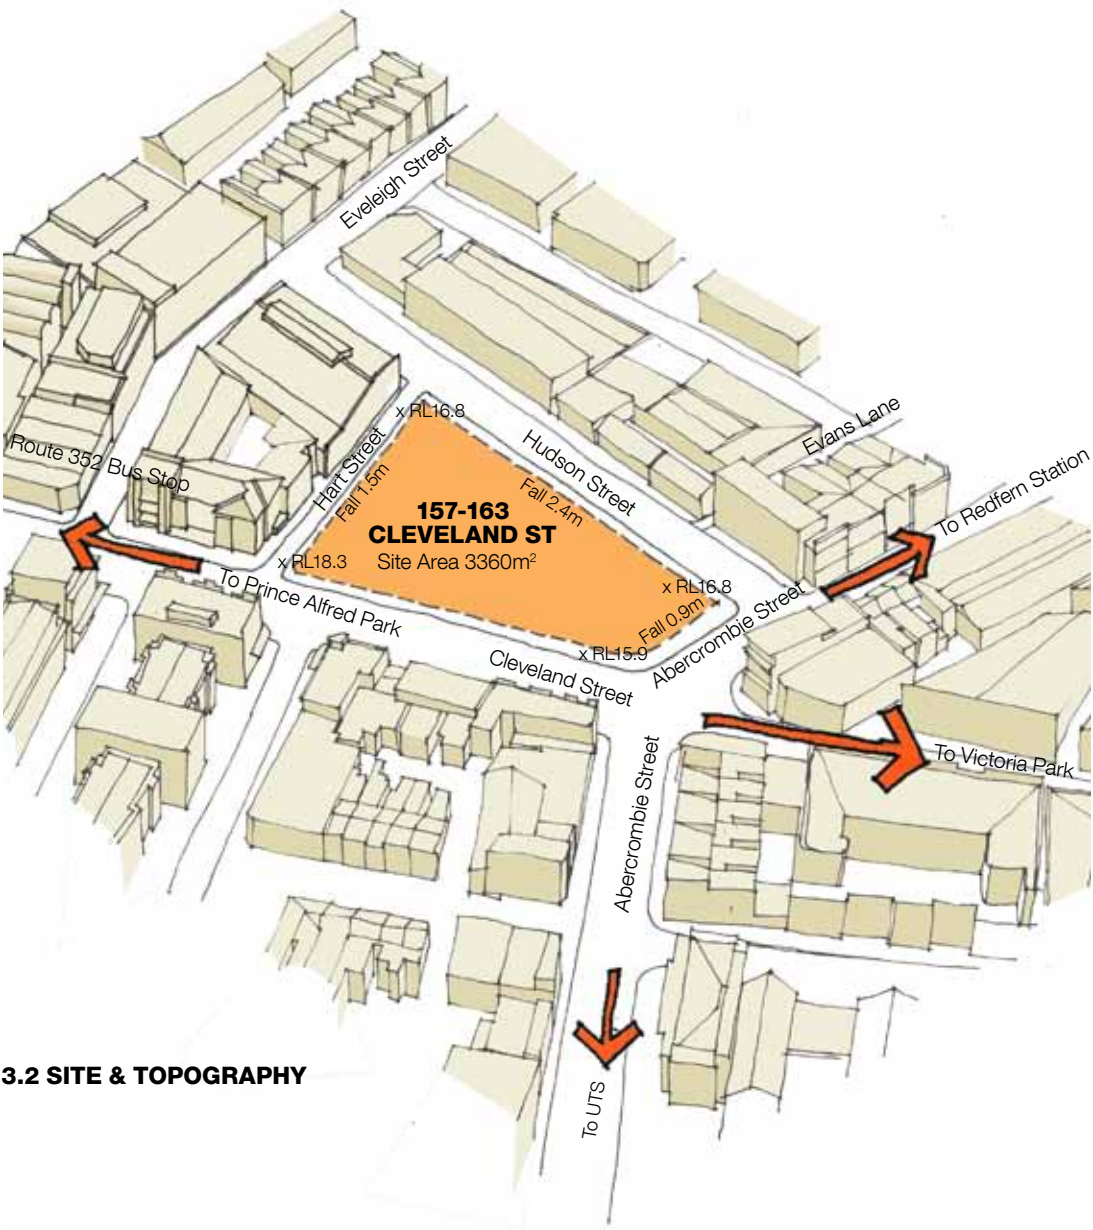 Eveleigh Street
x RL16.8
Evans Lane
Hudson Street
Route 352 Bus Stop
Hart Street
Fall 1.5m
Fall 2.4m
To Redfern Station
157-163
CLEVELAND ST
Site Area 3360m²
x RL18.3
To Prince Alfred Park
x RL16.8
Fall 0.9m
Abercrombie Street
x RL15.9
Cleveland Street
To Victoria Park
Abercrombie Street
3.2 SITE & TOPOGRAPHY
To UTS